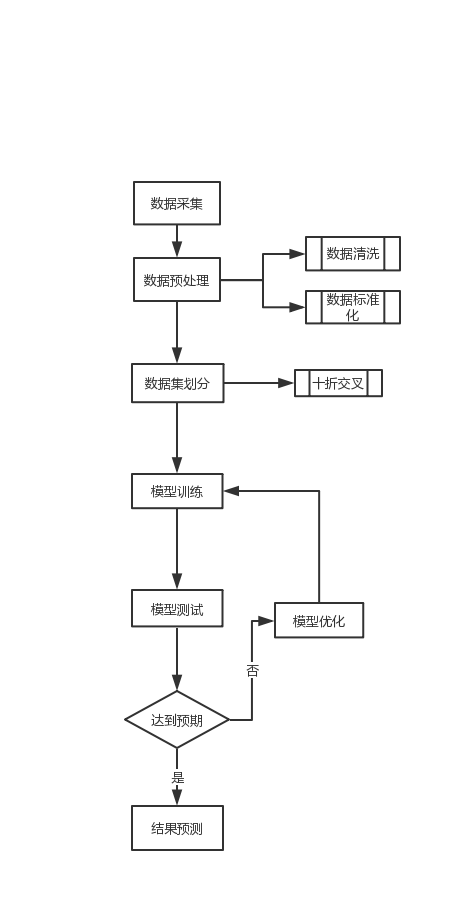 数据采集
数据预处理
数据清洗
数据标准
化
数据集划分
十折交叉
模型训练
模型测试
模型优化
否
达到预期
是
结果预测